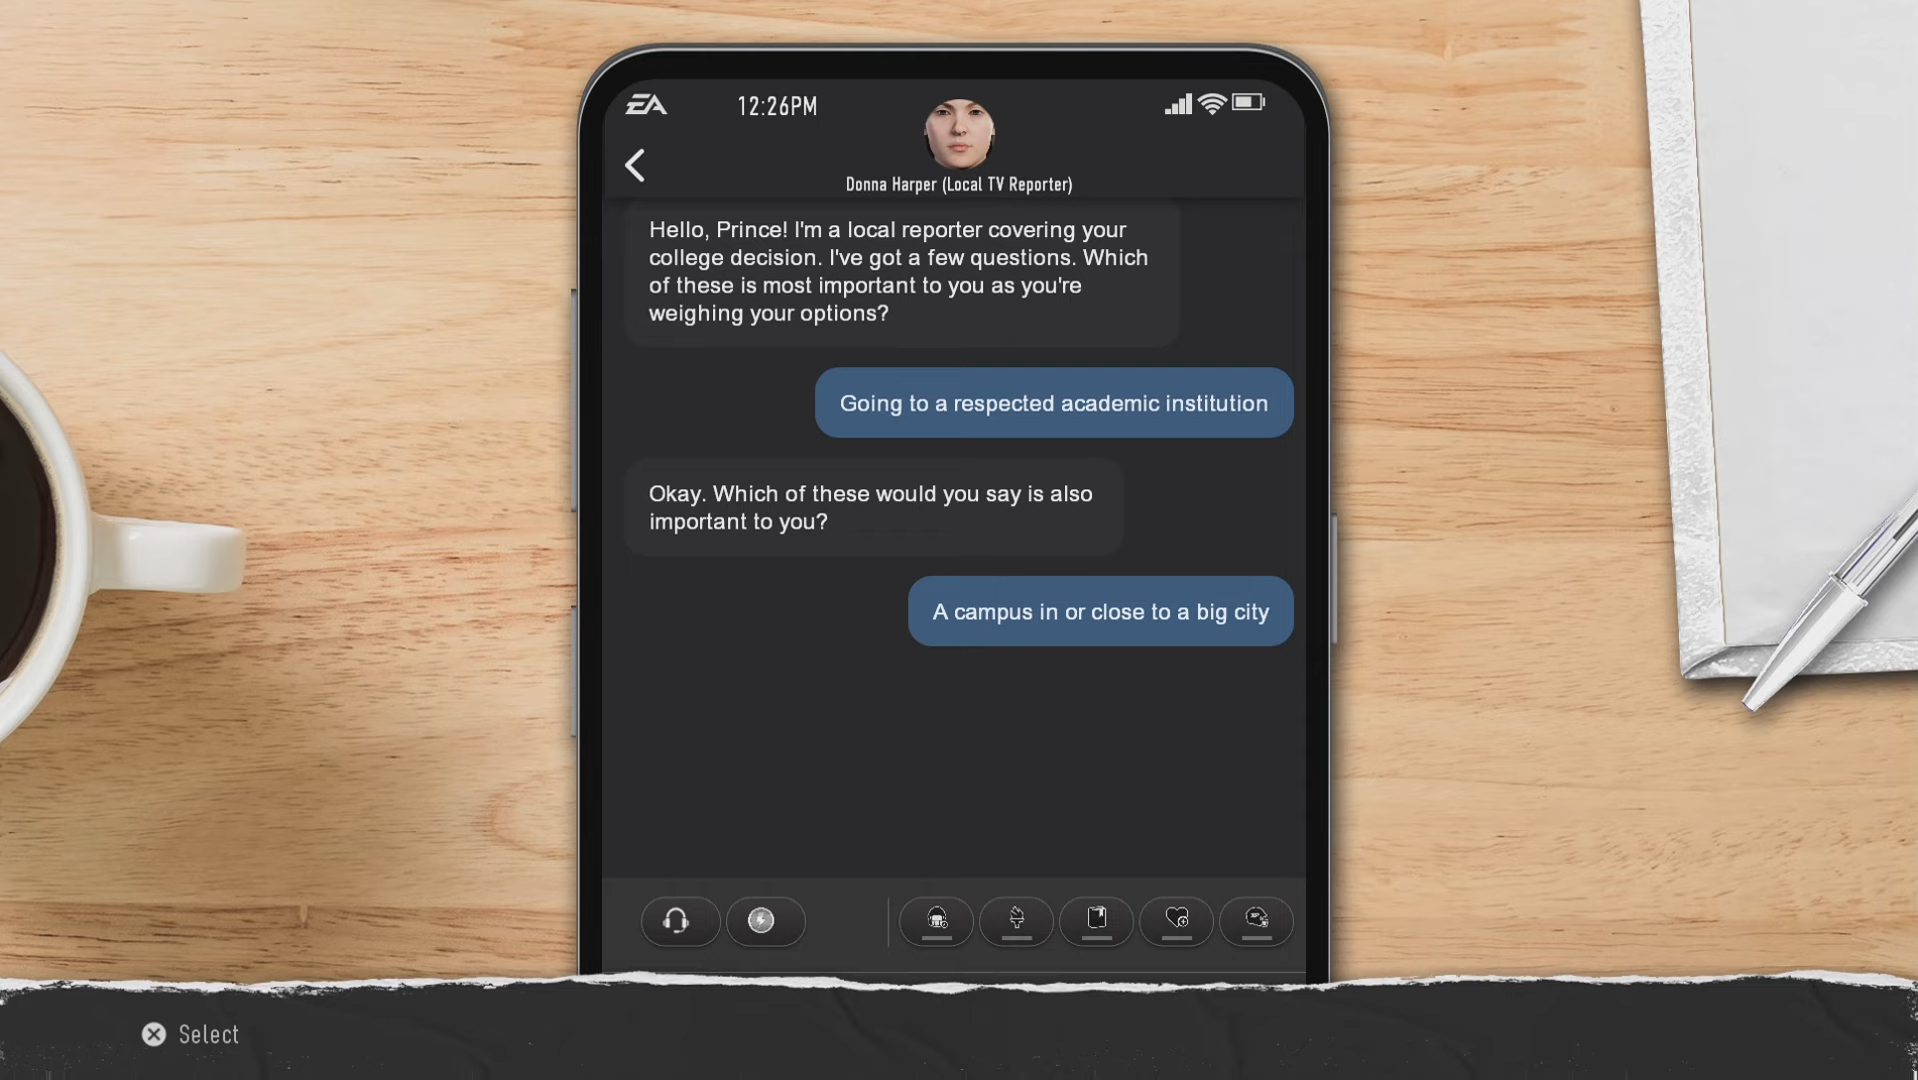 EA
12:26PM
Donna Harper (Local TV Reporter)
Hello, Prince! I'm a local reporter covering your
college decision. I've got a few questions. Which
of these is most important to you as you're
weighing your options?
Going to a respected academic institution
Okay. Which of these would you say is also
important to you?
A campus in or close to a big city
Select